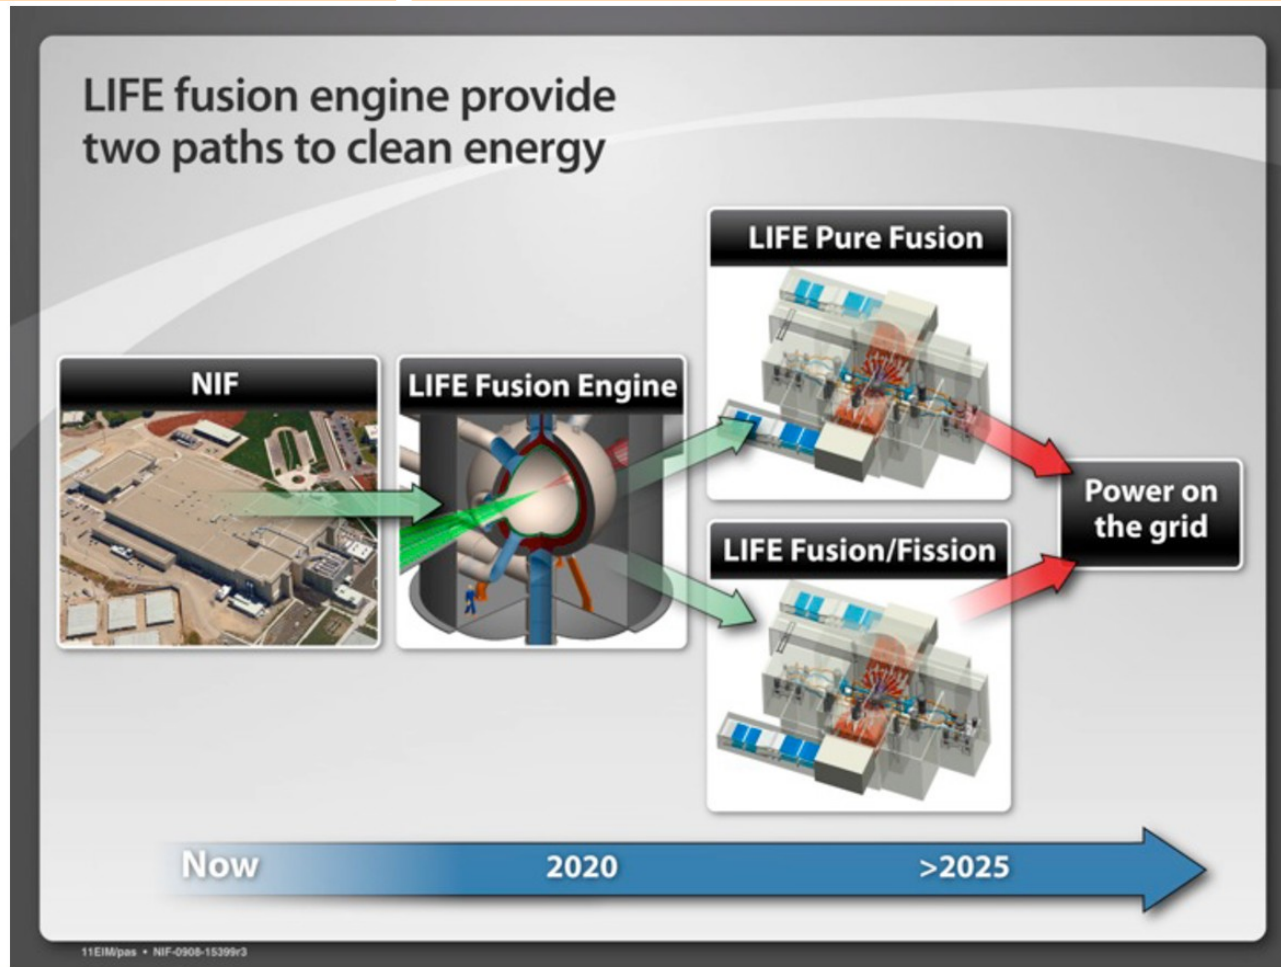 LIFE fusion engine provide
two paths to clean energy
NIF
LIFE Fusion Engine
LIFE Pure Fusion
LIFE Fusion/Fission
Power on
the grid
Now
2020
>2025
11EIM/pas • NIF-0908-15399r3